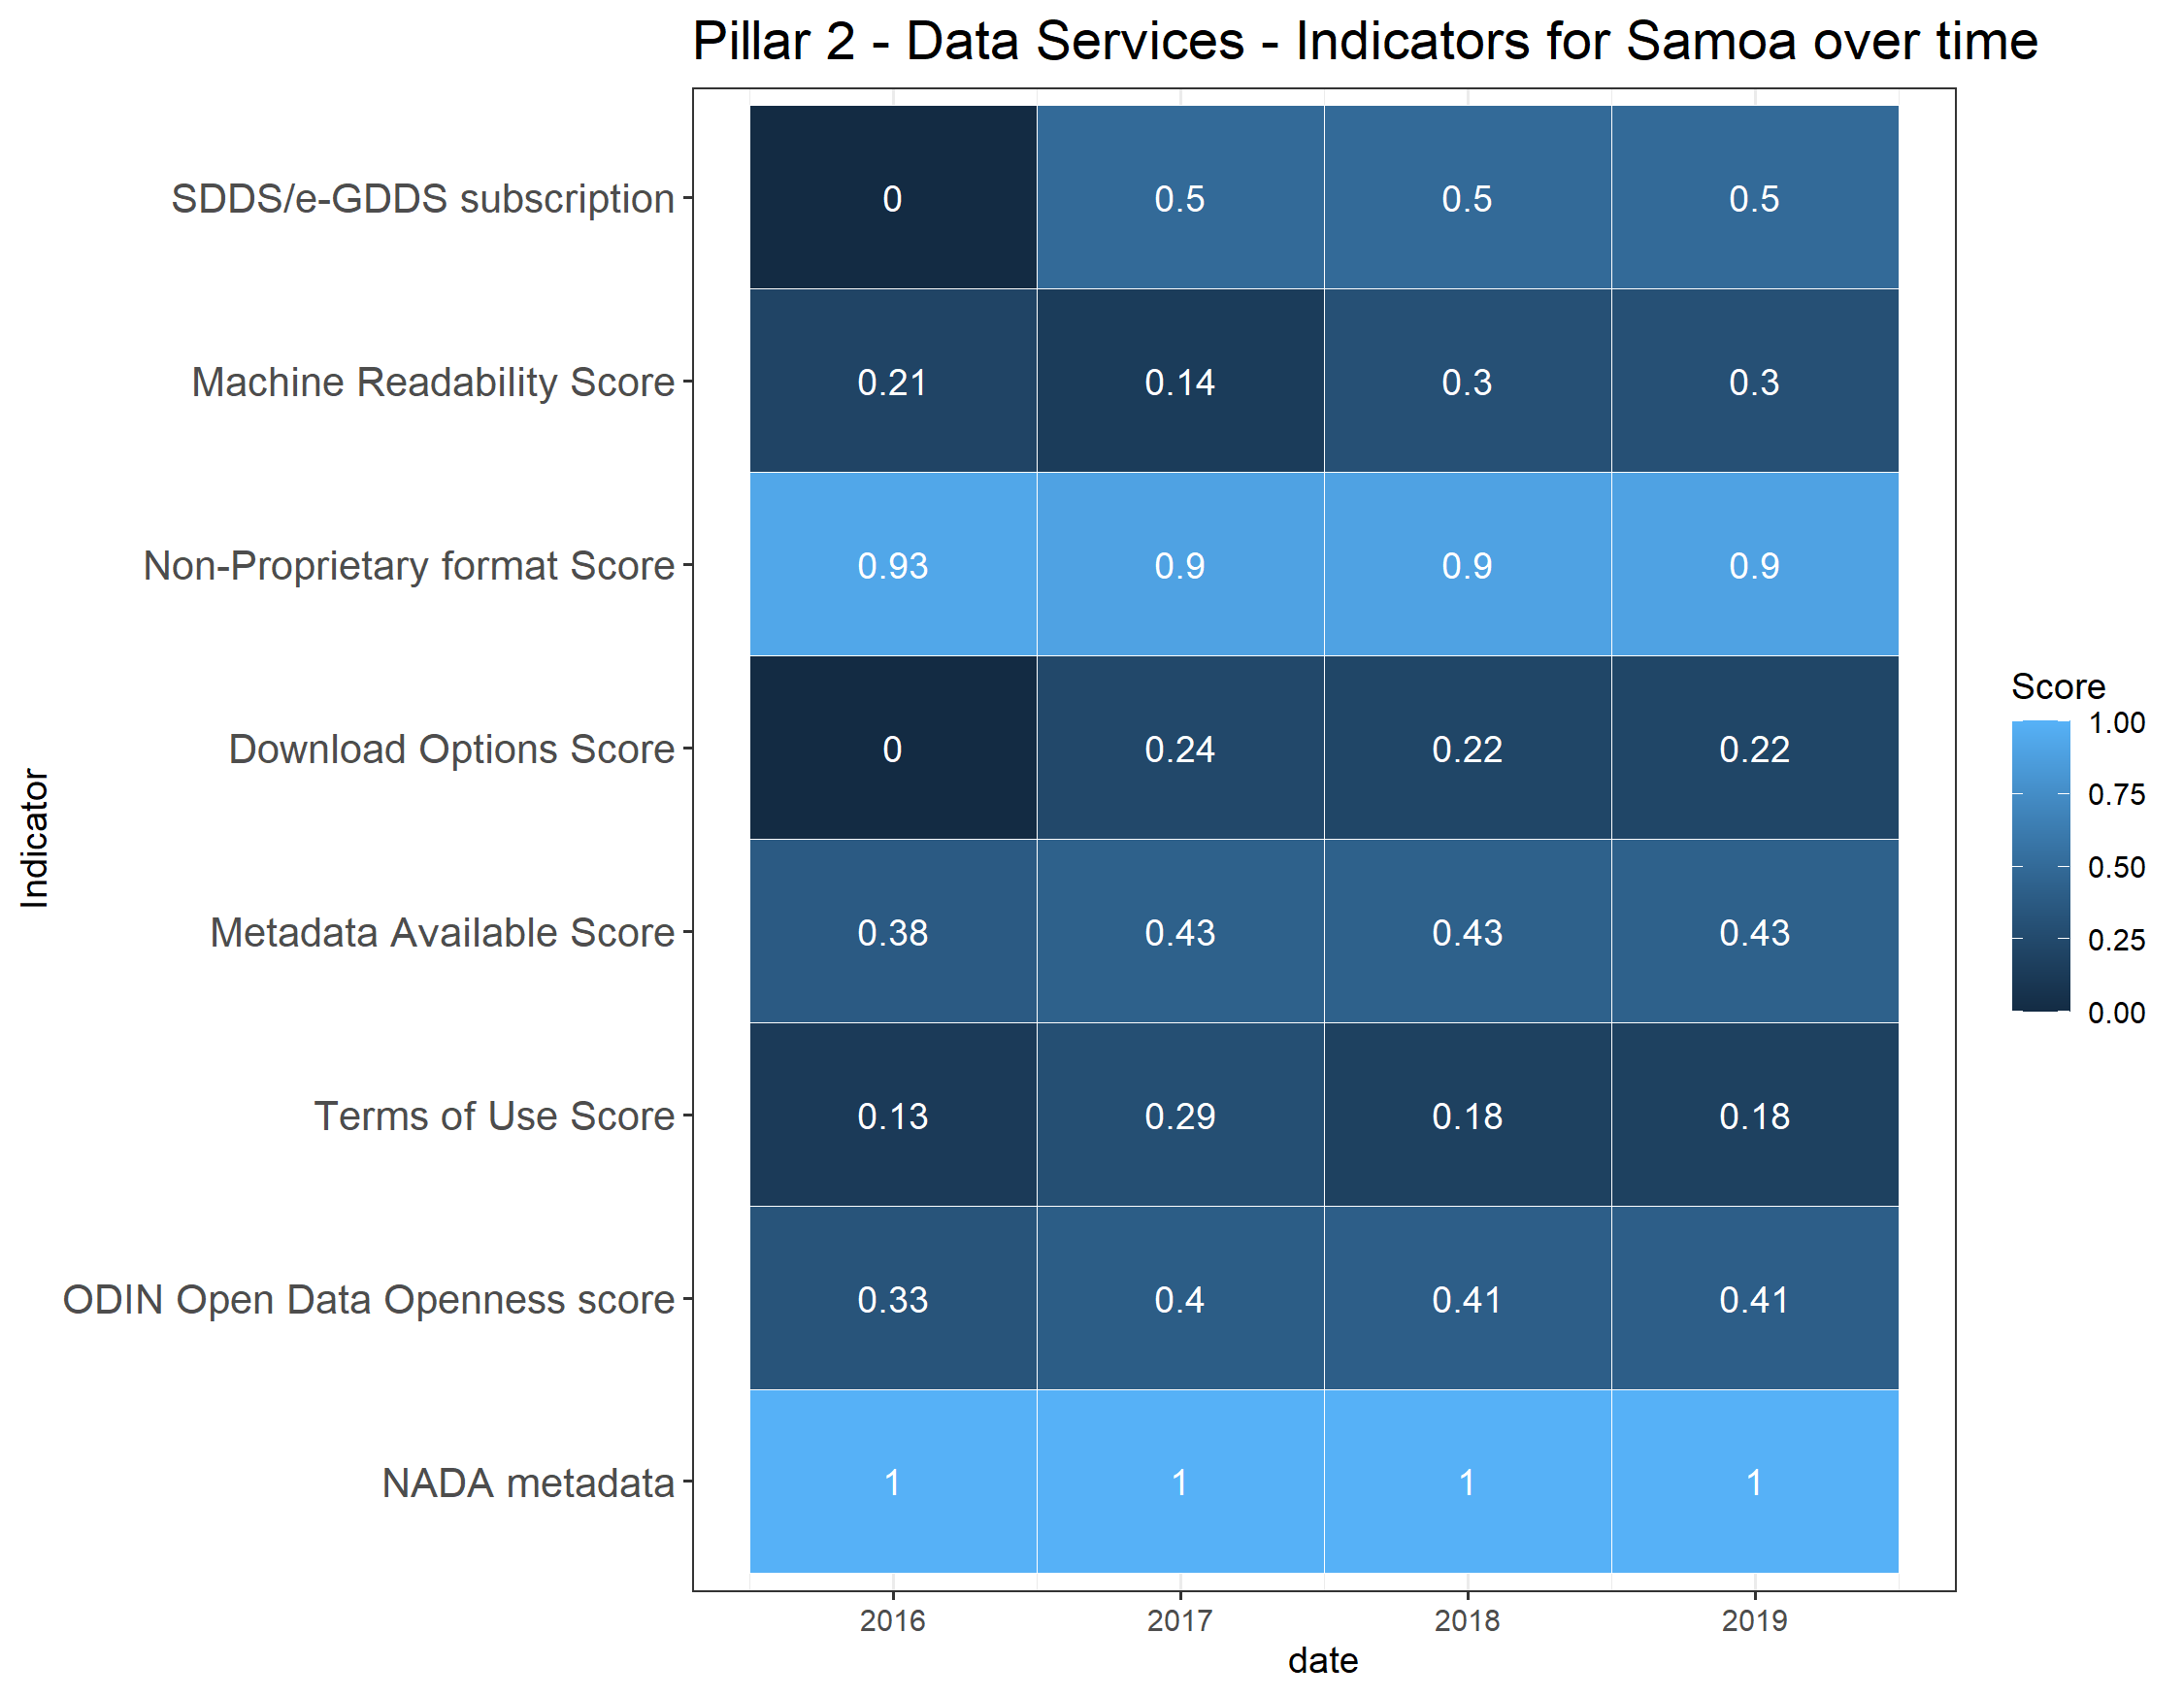 Pillar 2 - Data Services - Indicators for Samoa over time
SDDS/e-GDDS subscription 0 0.5 0.5 0.5
Machine Readability Score 0.21 0.14 0.3 0.3
Non-Proprietary format Score 0.93 0.9 0.9 0.9
Download Options Score 0 0.24 0.22 0.22
Metadata Available Score 0.38 0.43 0.43 0.43
Terms of Use Score 0.13 0.29 0.18 0.18
ODIN Open Data Openness score 0.33 0.4 0.41 0.41
NADA metadata 1 1 1 1
Indicator
2016 2017 2018 2019
date
Score
1.00
0.75
0.50
0.25
0.00